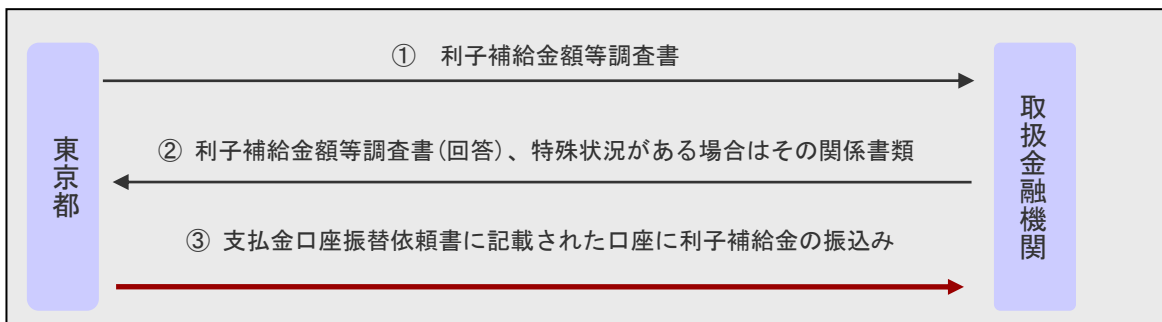 ① 利子補給金額等調査書
東京都
取扱金融機関
② 利子補給金額等調査書(回答)、特殊状況がある場合はその関係書類
③ 支払金口座振替依頼書に記載された口座に利子補給金の振込み